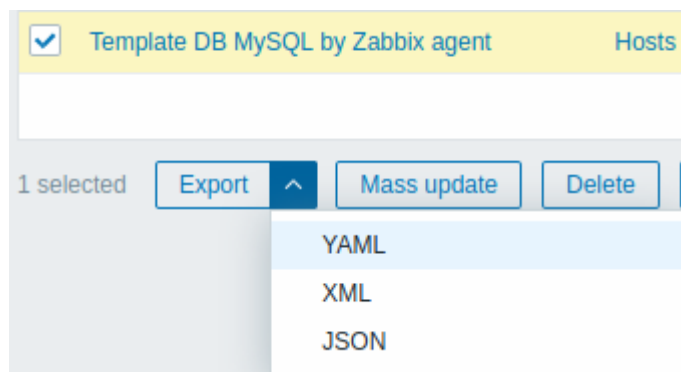 Template DB MySQL by Zabbix agent Hosts
1 selected Export Mass update Delete
YAML
XML
JSON